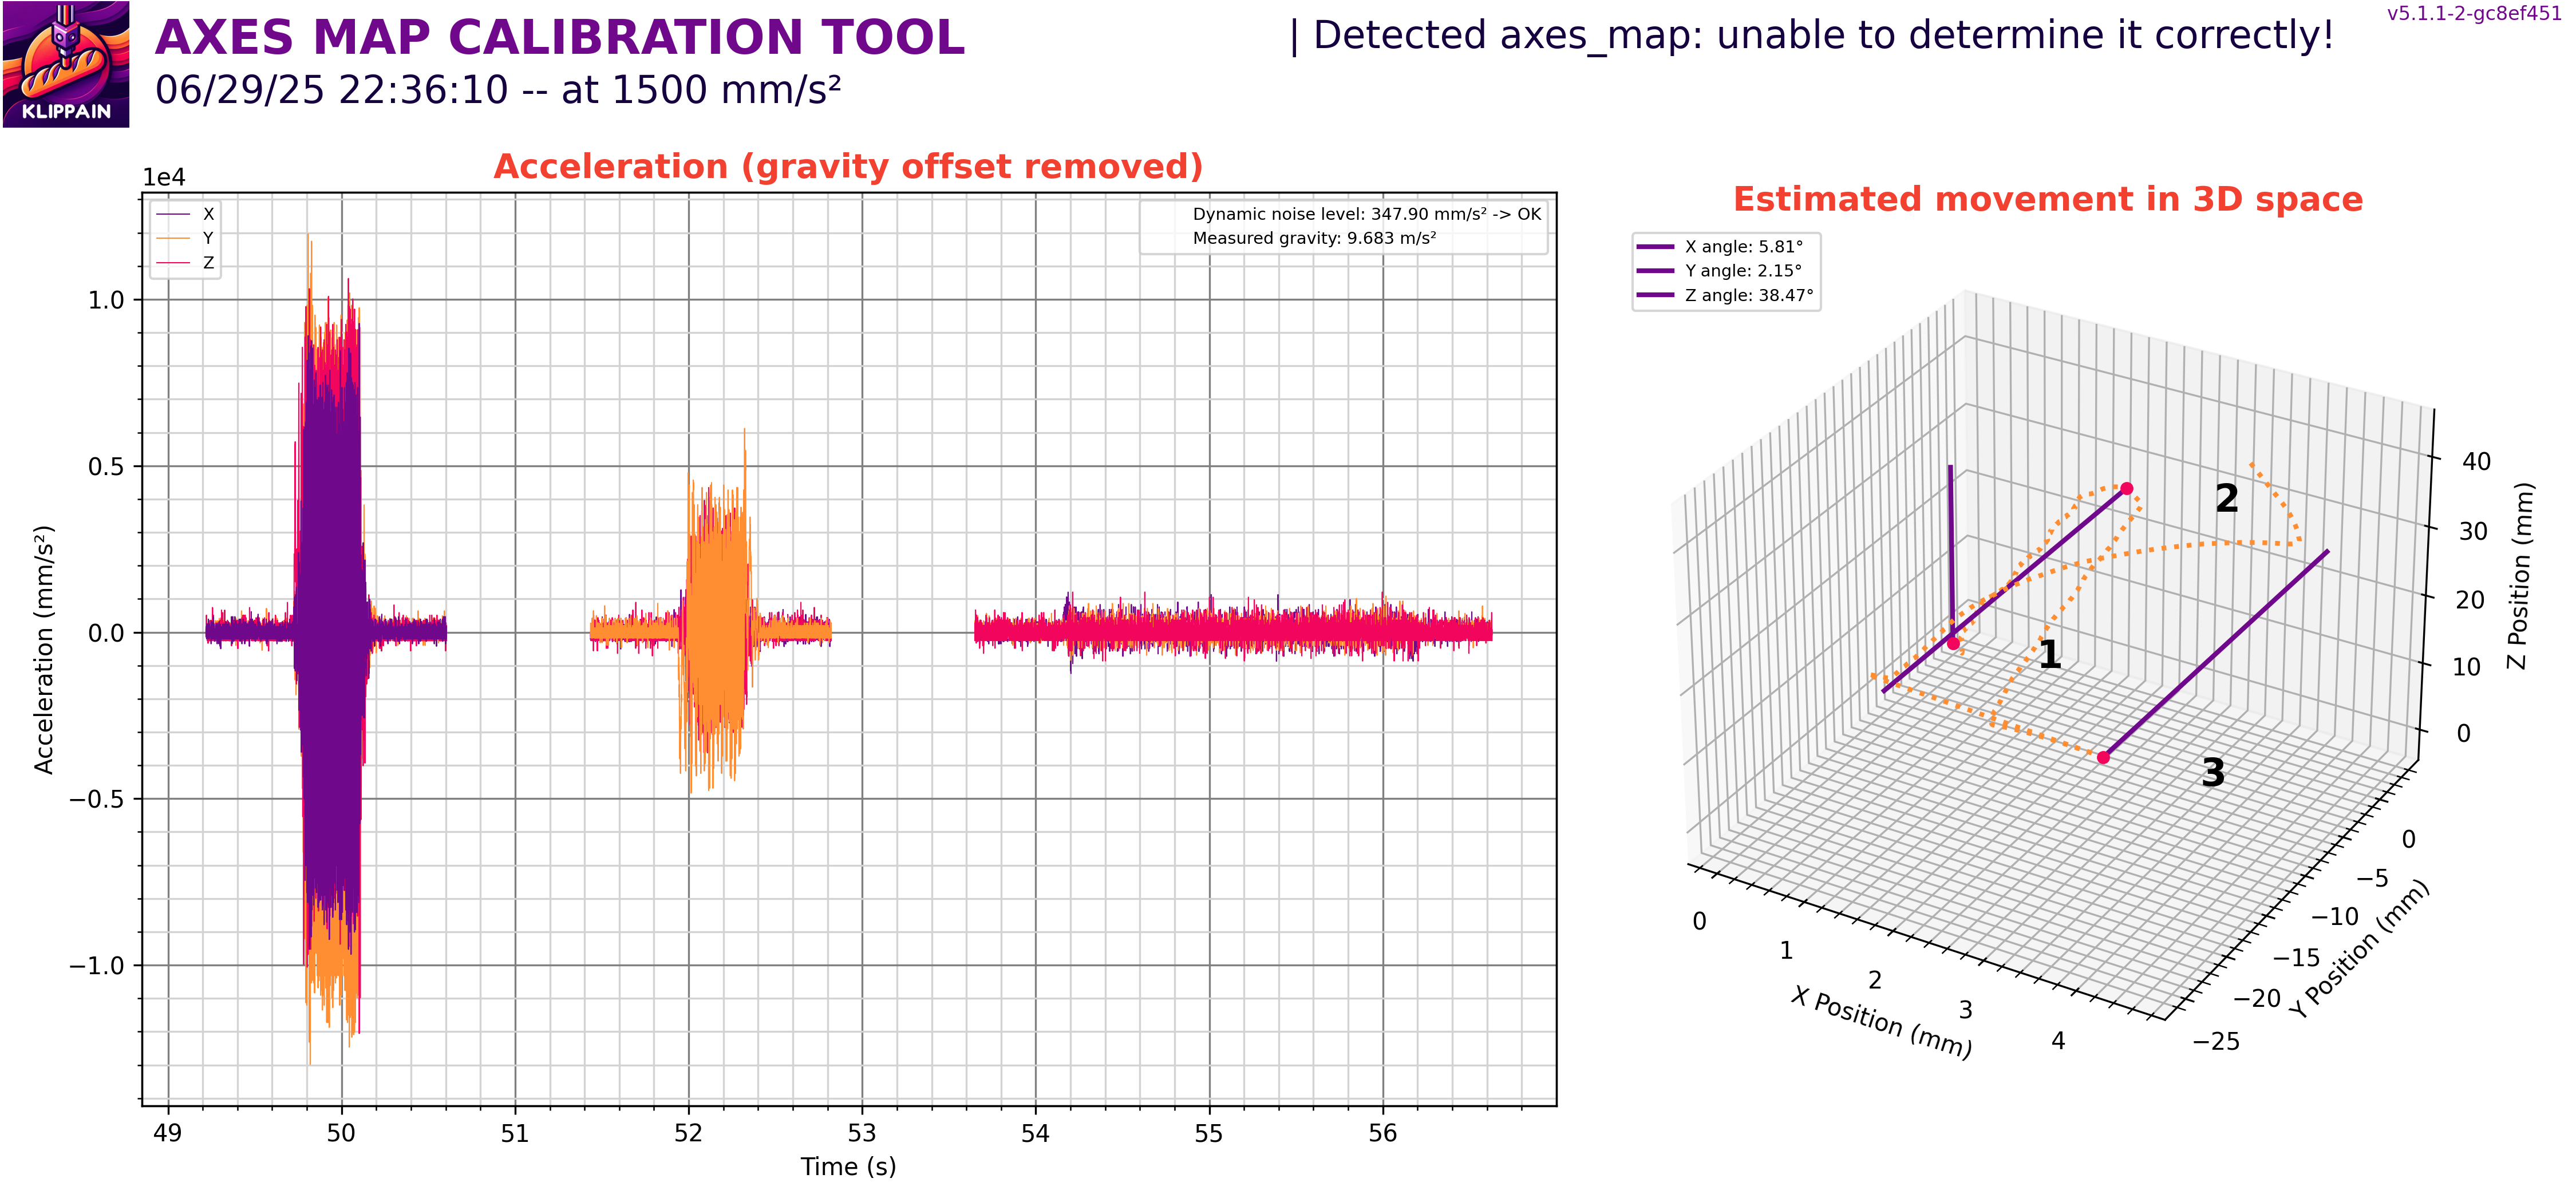 KLIPPAIN
AXES MAP CALIBRATION TOOL
06/29/25 22:36:10 -- at 1500 mm/s²
| Detected axes_map: unable to determine it correctly!
v5.1.1-2-gc8ef451
Acceleration (gravity offset removed)
1e4
X
Y
Z
Dynamic noise level: 347.90 mm/s² -> OK
Measured gravity: 9.683 m/s²
1.0
0.5
0.0
−0.5
−1.0
Acceleration (mm/s²)
49 50 51 52 53 54 55 56
Time (s)
Estimated movement in 3D space
X angle: 5.81°
Y angle: 2.15°
Z angle: 38.47°
2
1
3
40
30
20
10
0
Z Position (mm)
0
−5
−10
−15
−20
−25
Y Position (mm)
0
1
2
3
4
X Position (mm)